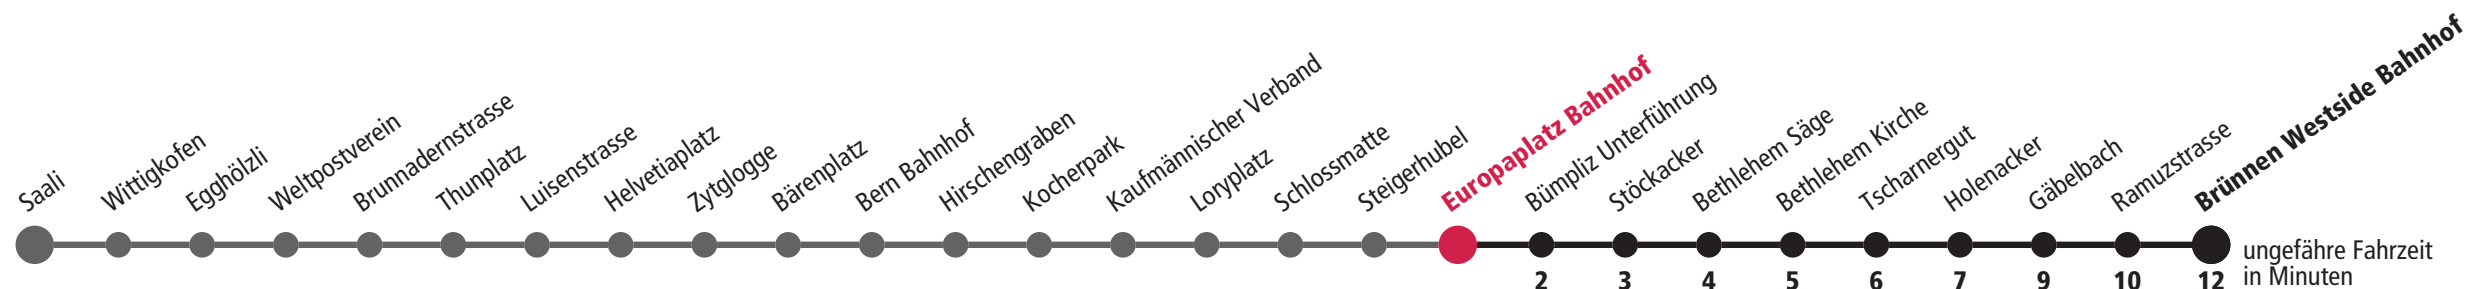 Saali
Wittigkofen
Egghölzli
Weltpostverein
Brunnadernstrasse
Thunplatz
Luisenstrasse
Helvetiaplatz
Zytglogge
Bärenplatz
Bern Bahnhof
Hirschengraben
Kocherpark
Kaufmännischer Verband
Loryplatz
Schlossmatte
Steigerhubel
Europaplatz Bahnhof
Bümpliz Unterführung
Stöckacker
Bethlehem Säge
Bethlehem Kirche
Tscharnergut
Holenacker
Gäbelbach
Ramuzstrasse
Brünnen Westside Bahnhof
2 3 4 5 6 7 9 10 12
ungefähre Fahrzeit
in Minuten